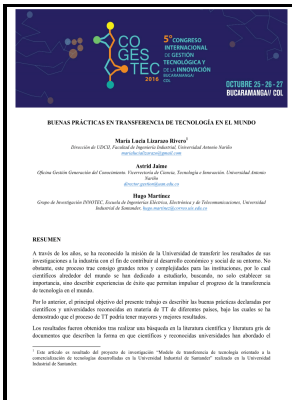 CO
GES
TEC
2016
5°CONGRESO
INTERNACIONAL
DE GESTIÓN
TECNOLÓGICA Y
DE LA INNOVACIÓN
BUCARAMANGA/
COL
OCTUBRE 25 - 26 - 27
BUCARAMANGA// COL
BUENAS PRÁCTICAS EN TRANSFERENCIA DE TECNOLOGÍA EN EL MUNDO
María Lucia Lizarazo Rivero¹
Dirección de UDCII, Facultad de Ingeniería Industrial, Universidad Antonio Nariño
Astrid Jaime
Oficina Gestión Generación del Conocimiento, Vicerrectoría de Ciencia, Tecnología e Innovación, Universidad Antonio
Nariño
Hugo Martínez
Grupo de Investigación INNOTEC, Escuela de Ingenierías Eléctrica, Electrónica y de Telecomunicaciones, Universidad
Industrial de Santander,
RESUMEN
A través de los años, se ha reconocido la misión de la Universidad de transferir los resultados de sus
investigaciones a la industria con el fin de contribuir al desarrollo económico y social de su entorno. No
obstante, este proceso trae consigo grandes retos y complejidades para las instituciones, por lo cual
científicos alrededor del mundo se han dedicado a estudiarlo, buscando, no solo establecer su
importancia, sino describir experiencias de éxito que permitan impulsar el progreso de la transferencia
de tecnología en el mundo.
Por lo anterior, el principal objetivo del presente trabajo es describir las buenas prácticas declaradas por
científicos y universidades reconocidas en materia de TT de diferentes países, bajo las cuales se ha
demostrado que el proceso de TT podría tener mayores y mejores resultados.
Los resultados fueron obtenidos tras realizar una búsqueda en la literatura científica y literatura gris de
documentos que describen la forma en que científicos y reconocidas universidades han abordado el
¹ Este artículo es resultado del proyecto de investigación "Modelo de transferencia de tecnología orientado a la
comercialización de tecnologías desarrolladas en la Universidad Industrial de Santander" realizado en la Universidad
Industrial de Santander.